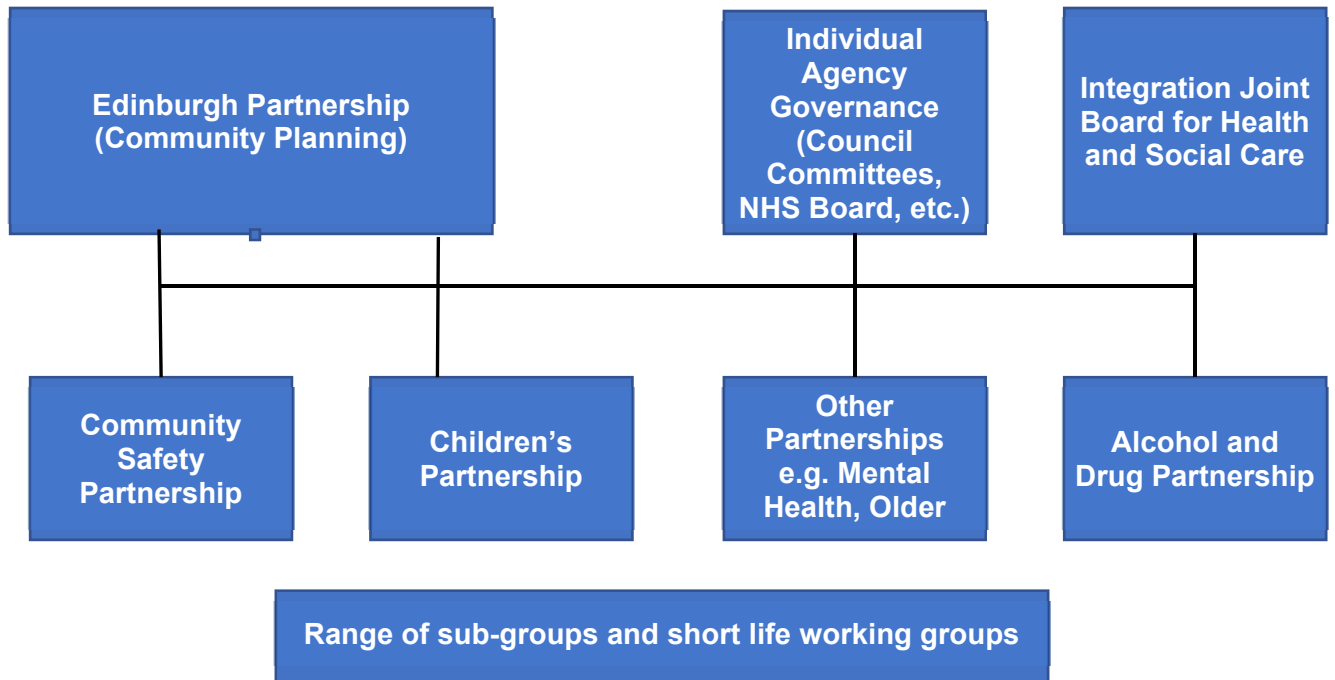 Edinburgh Partnership
(Community Planning)
Individual
Agency
Governance
(Council
Committees,
NHS Board, etc.)
Integration Joint
Board for Health
and Social Care
Community
Safety
Partnership
Children’s
Partnership
Other
Partnerships
e.g. Mental
Health, Older
Alcohol and
Drug Partnership
Range of sub-groups and short life working groups